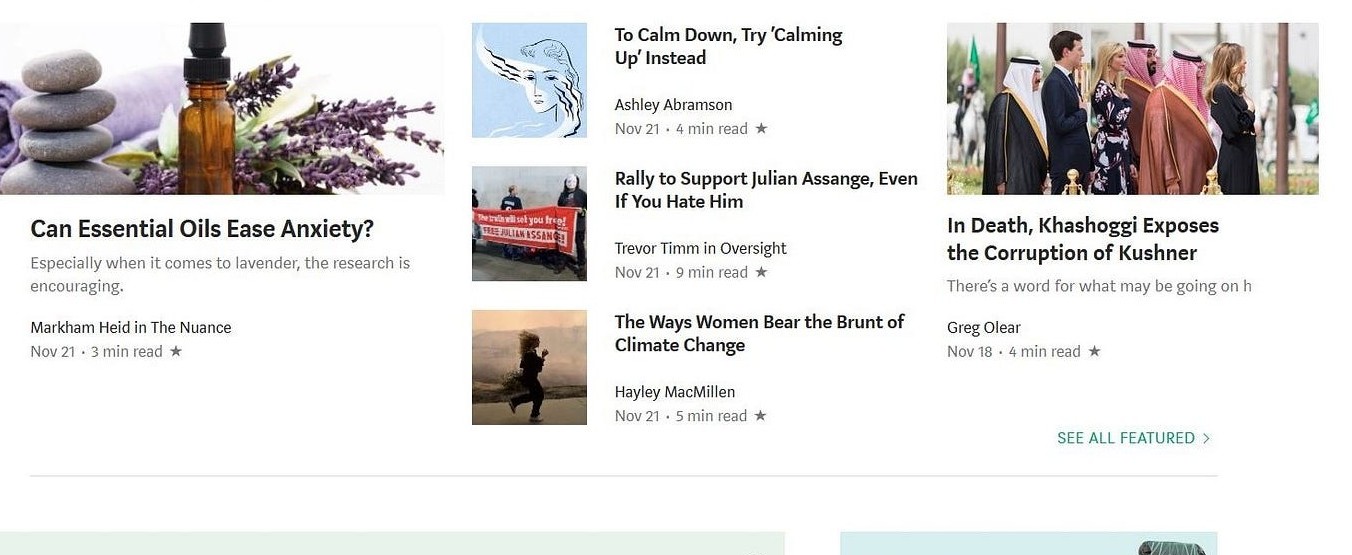 Can Essential Oils Ease Anxiety?
Especially when it comes to lavender, the research is
encouraging.
Markham Heid in The Nuance
Nov 21 · 3 min read ★
To Calm Down, Try ‘Calming
Up’ Instead
Ashley Abramson
Nov 21 · 4 min read ★
The truth will set you free!
FREE JULIAN ASSANGE
Rally to Support Julian Assange, Even
If You Hate Him
Trevor Timm in Oversight
Nov 21 · 9 min read ★
The Ways Women Bear the Brunt of
Climate Change
Hayley MacMillen
Nov 21 · 5 min read ★
In Death, Khashoggi Exposes
the Corruption of Kushner
There’s a word for what may be going on h
Greg Olear
Nov 18 · 4 min read ★
SEE ALL FEATURED >